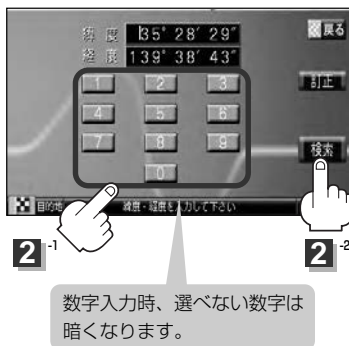 緯度 35° 28′ 29″
戻る
経度 139° 38′ 43″
1 2 3
訂正
4 5 6
7 8 9
検索
0
目的地 緯度・経度を入力して下さい
2-1
2-2
数字入力時、選べない数字は
暗くなります。